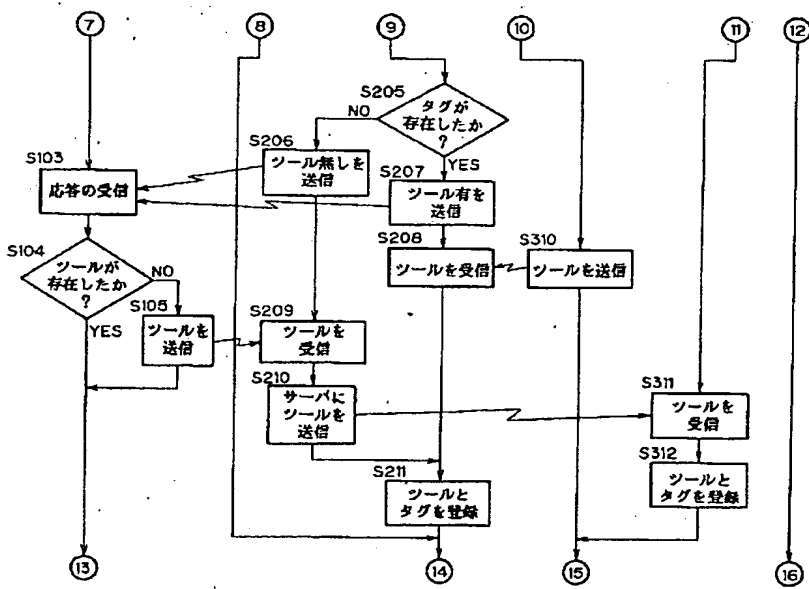 7
8
9
10
11
12
S205
タグが
存在したか
?
NO
YES
S206
ツール無しを
送信
S207
ツール有を
送信
S103
応答の受信
S208
ツールを受信
S310
ツールを送信
S104
ツールが
存在したか
?
NO
YES
S105
ツールを
送信
S209
ツールを
受信
S210
サーバに
ツールを
送信
S311
ツールを
受信
S211
ツールと
タグを登録
S312
ツールと
タグを登録
13
14
15
16